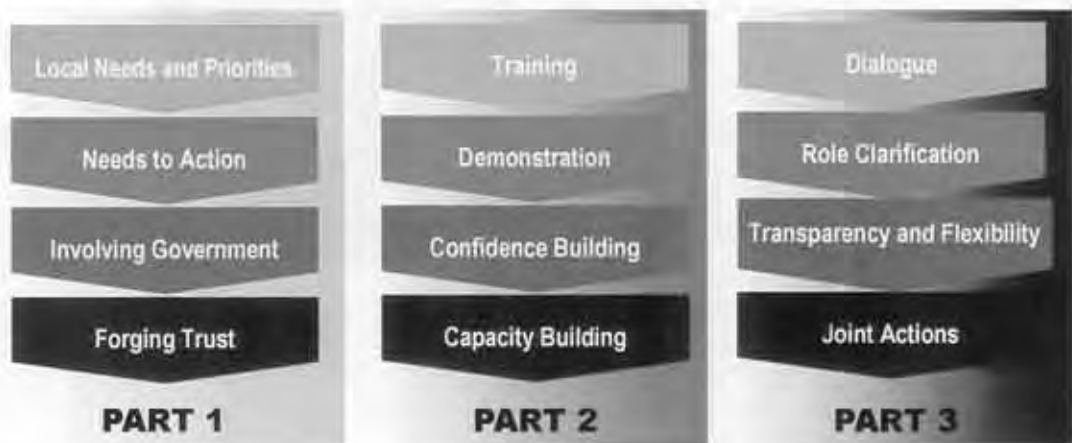 Local Needs and Priorities
Needs to Action
Involving Government
Forging Trust
PART 1
Training
Demonstration
Confidence Building
Capacity Building
PART 2
Dialogue
Role Clarification
Transparency and Flexibility
Joint Actions
PART 3